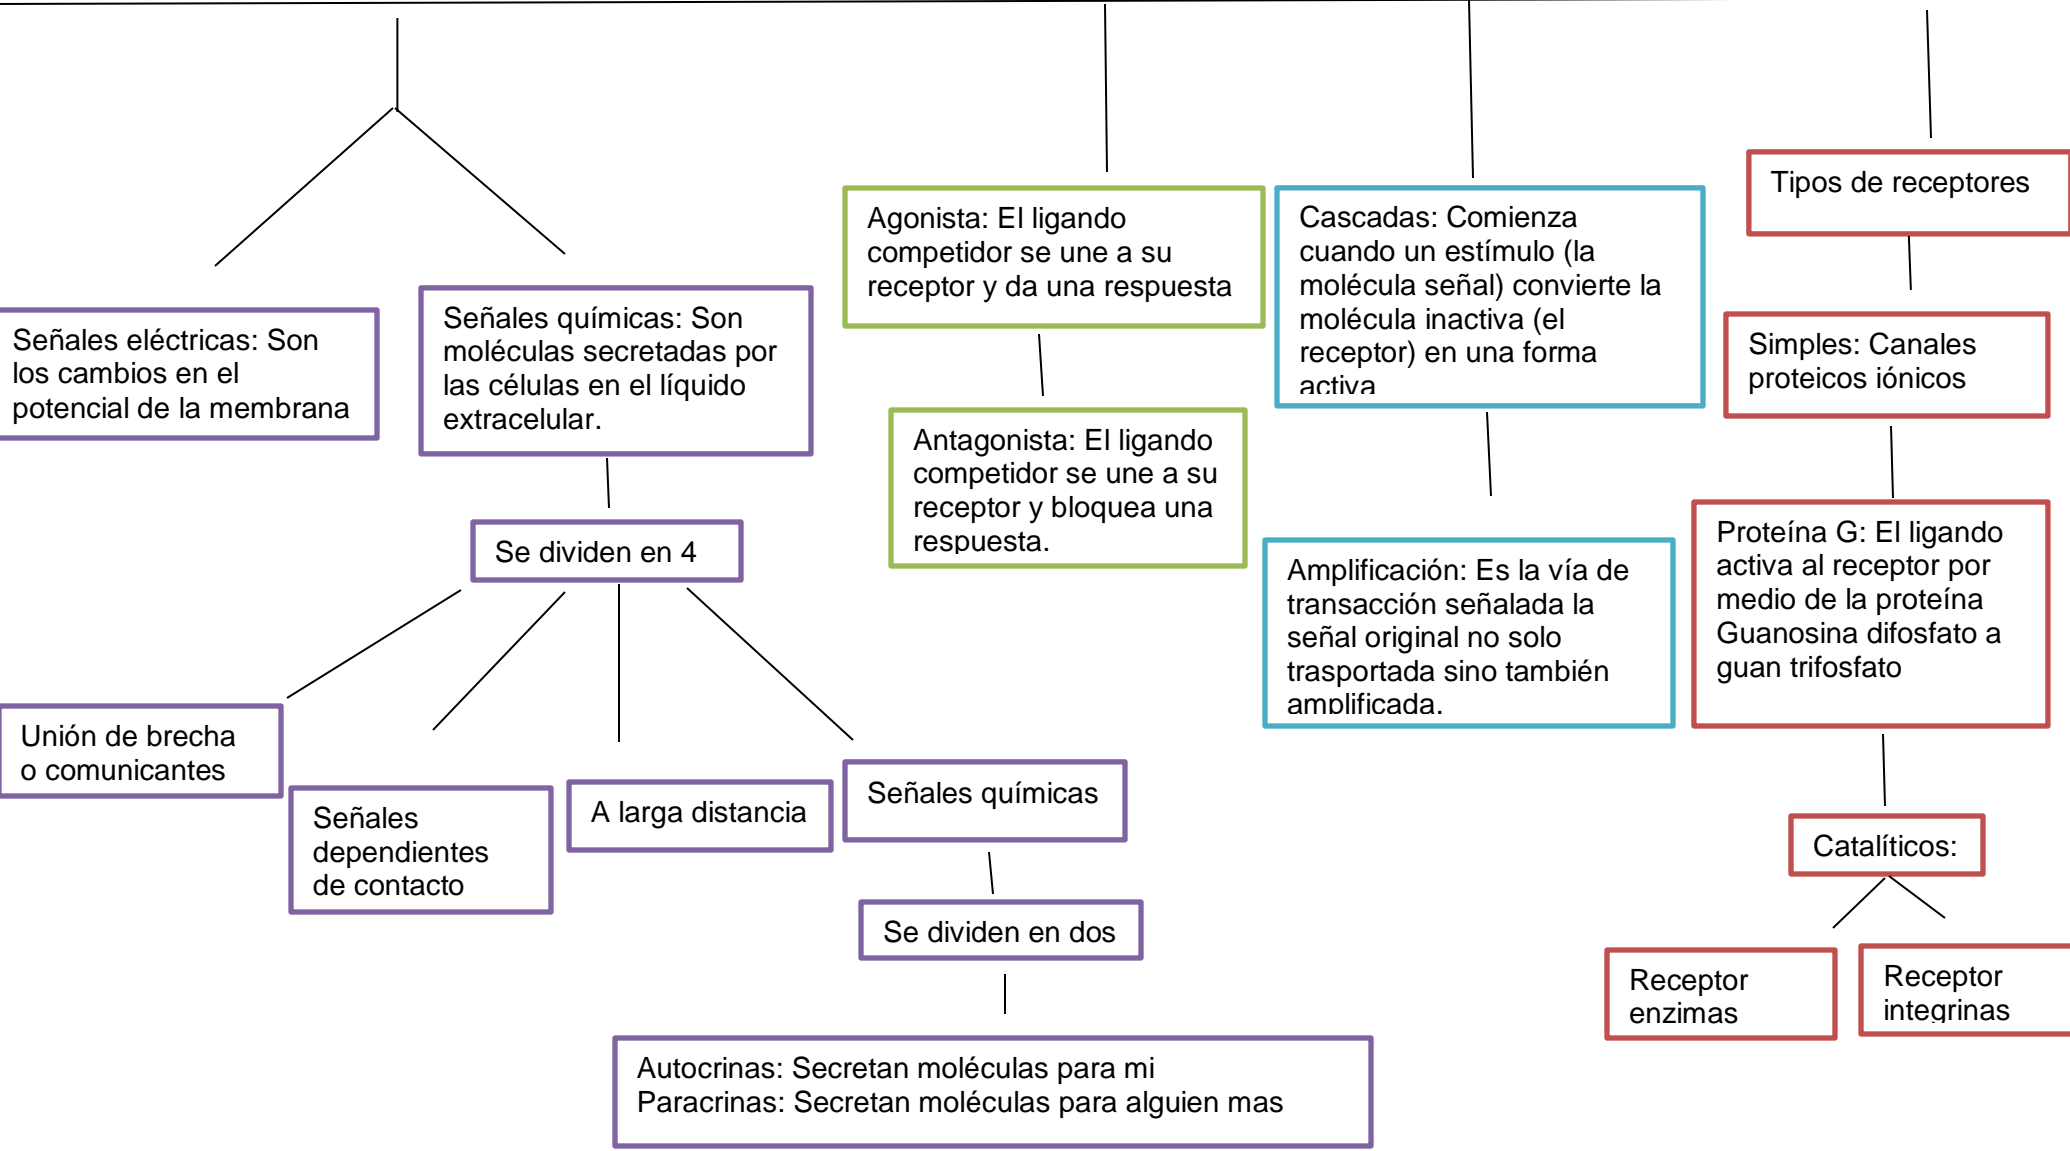 Señales eléctricas: Son
los cambios en el
potencial de la membrana
Señales químicas: Son
moléculas secretadas por
las células en el líquido
extracelular.
Se dividen en 4
Unión de brecha
o comunicantes
Señales
dependientes
de contacto
A larga distancia
Señales químicas
Se dividen en dos
Autocrinas: Secretan moléculas para mi
Paracrinas: Secretan moléculas para alguien mas
Agonista: El ligando
competidor se une a su
receptor y da una respuesta
Antagonista: El ligando
competidor se une a su
receptor y bloquea una
respuesta.
Cascadas: Comienza
cuando un estímulo (la
molécula señal) convierte la
molécula inactiva (el
receptor) en una forma
activa
Amplificación: Es la vía de
transacción señalada la
señal original no solo
trasportada sino también
amplificada.
Tipos de receptores
Simples: Canales
proteicos iónicos
Proteína G: El ligando
activa al receptor por
medio de la proteína
Guanosina difosfato a
guan trifosfato
Catalíticos:
Receptor
enzimas
Receptor
integrinas